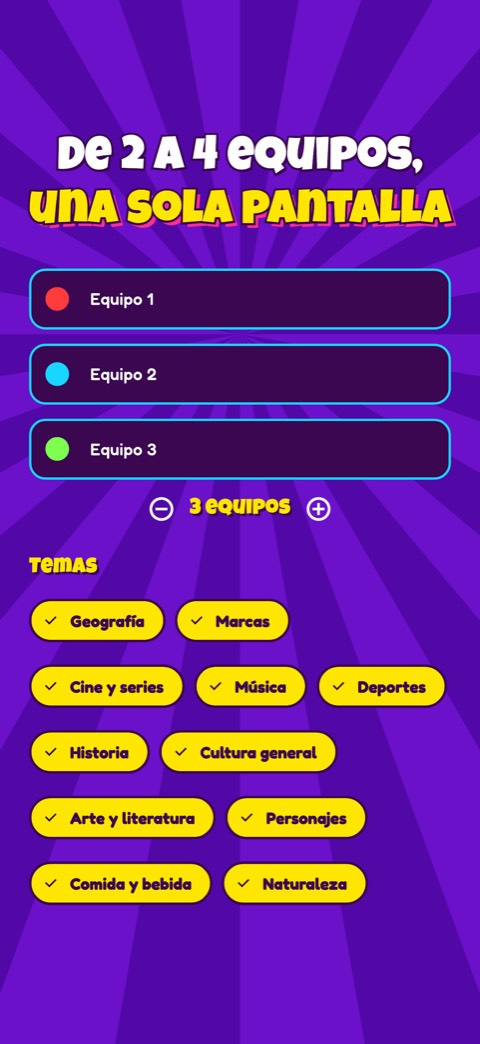 De 2 a 4 equipos,
una sola pantalla
Equipo 1
Equipo 2
Equipo 3
3 equipos
Temas
Geografía Marcas
Cine y series Música Deportes
Historia Cultura general
Arte y literatura Personajes
Comida y bebida Naturaleza